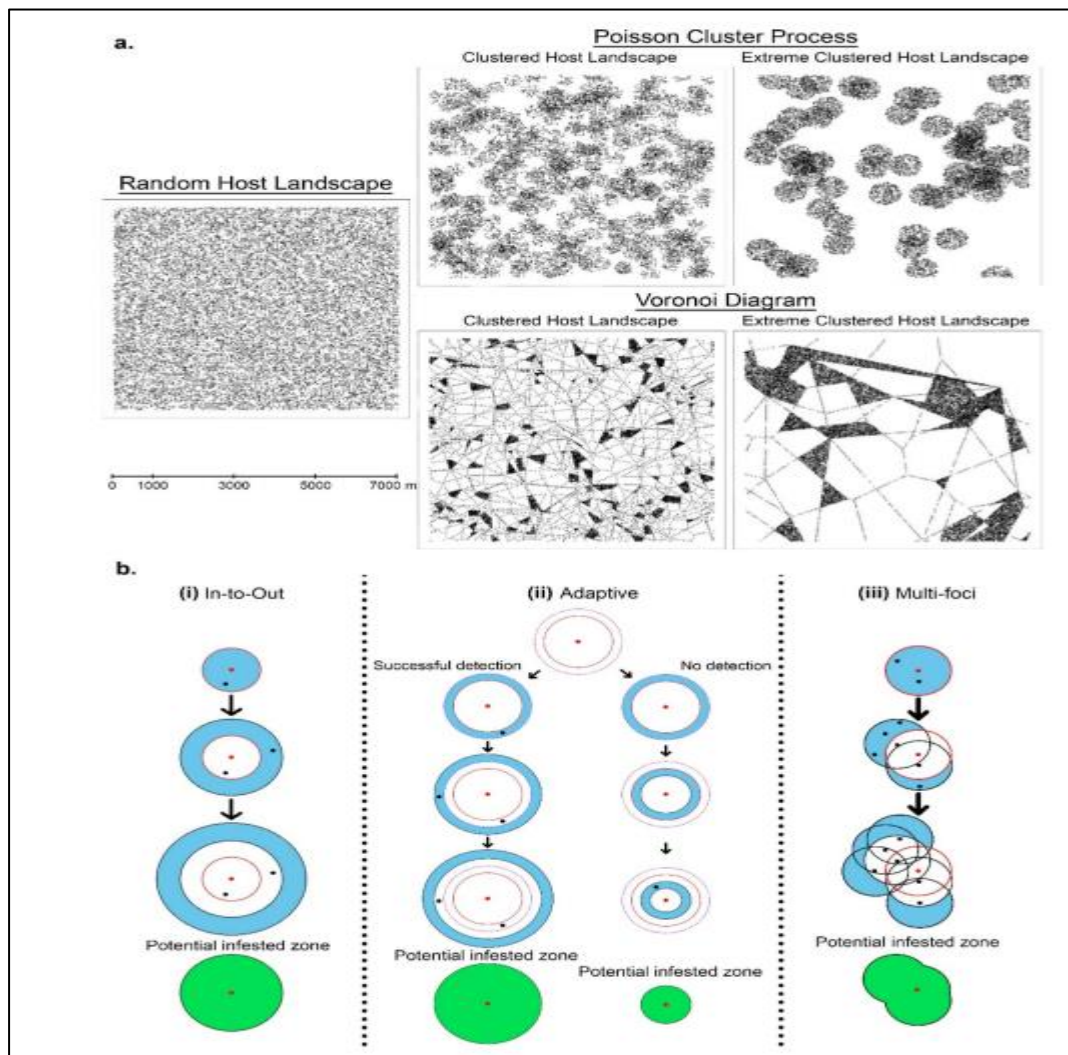 a.
Poisson Cluster Process
Clustered Host Landscape
Extreme Clustered Host Landscape
Random Host Landscape
Voronoi Diagram
Clustered Host Landscape
Extreme Clustered Host Landscape
0 1000 3000 5000 7000 m
b.
(i) In-to-Out
(ii) Adaptive
(iii) Multi-foci
Successful detection
No detection
Potential infested zone
Potential infested zone
Potential infested zone
Potential infested zone